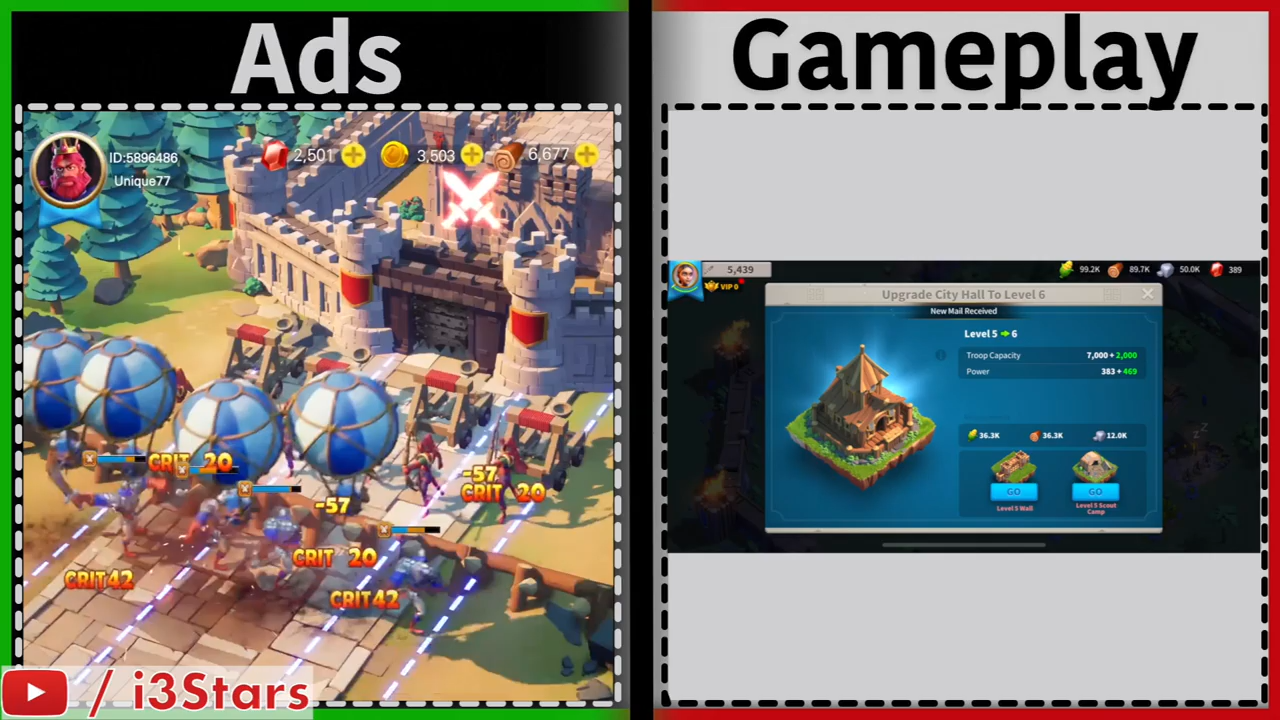 Ads
Gameplay
ID:5896486
Unique77
2,501
3,503
6,677
CRIT 20
-57
-57
CRIT 20
CRIT 20
CRIT 42
CRIT 42
/ i3Stars
5,439
VIP 0
99.2K
89.7K
50.0K
389
Upgrade City Hall To Level 6
New Mail Received
Level 5 6
Troop Capacity 7,000 + 2,000
Power 383 + 469
36.3K 36.3K 12.0K
GO GO
Level 5 Wall
Level 5 Scout
Camp